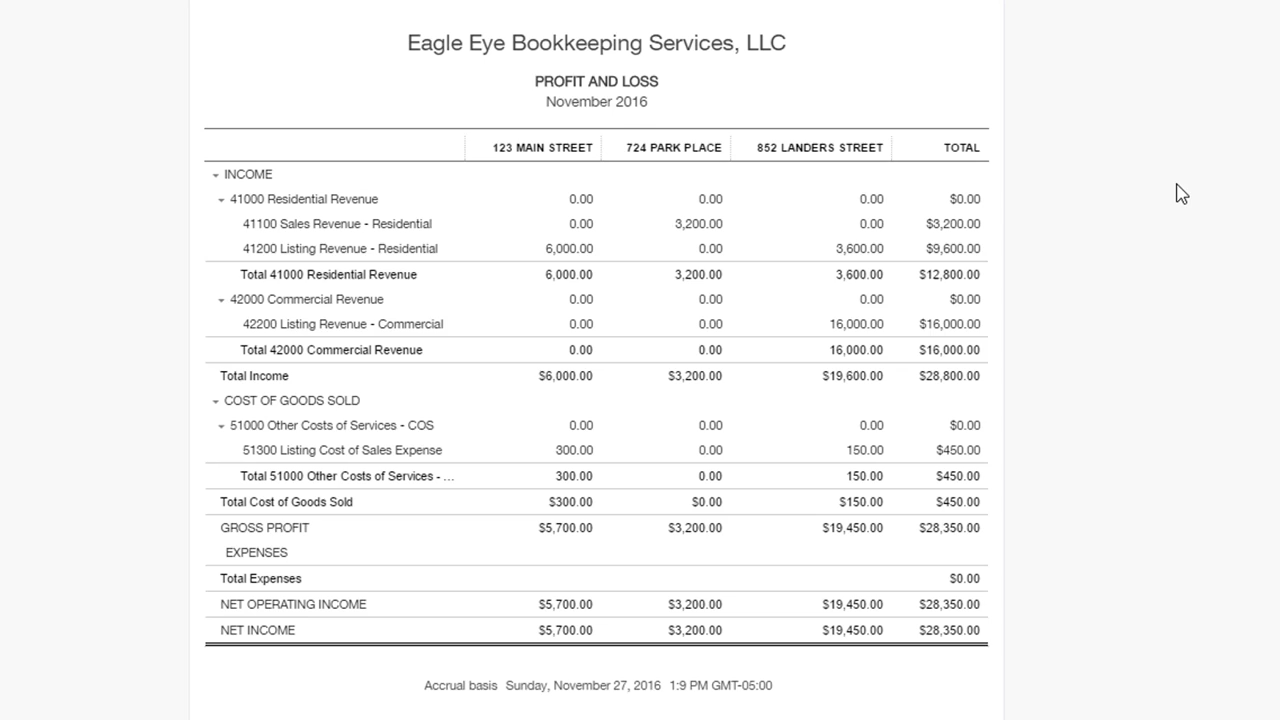 Eagle Eye Bookkeeping Services, LLC
PROFIT AND LOSS
November 2016
123 MAIN STREET 724 PARK PLACE 852 LANDERS STREET TOTAL
INCOME
41000 Residential Revenue 0.00 0.00 0.00 $0.00
41100 Sales Revenue - Residential 0.00 3,200.00 0.00 $3,200.00
41200 Listing Revenue - Residential 6,000.00 0.00 3,600.00 $9,600.00
Total 41000 Residential Revenue 6,000.00 3,200.00 3,600.00 $12,800.00
42000 Commercial Revenue 0.00 0.00 0.00 $0.00
42200 Listing Revenue - Commercial 0.00 0.00 16,000.00 $16,000.00
Total 42000 Commercial Revenue 0.00 0.00 16,000.00 $16,000.00
Total Income $6,000.00 $3,200.00 $19,600.00 $28,800.00
COST OF GOODS SOLD
51000 Other Costs of Services - COS 0.00 0.00 0.00 $0.00
51300 Listing Cost of Sales Expense 300.00 0.00 150.00 $450.00
Total 51000 Other Costs of Services - ... 300.00 0.00 150.00 $450.00
Total Cost of Goods Sold $300.00 $0.00 $150.00 $450.00
GROSS PROFIT $5,700.00 $3,200.00 $19,450.00 $28,350.00
EXPENSES
Total Expenses $0.00
NET OPERATING INCOME $5,700.00 $3,200.00 $19,450.00 $28,350.00
NET INCOME $5,700.00 $3,200.00 $19,450.00 $28,350.00
Accrual basis Sunday, November 27, 2016 1:9 PM GMT-05:00